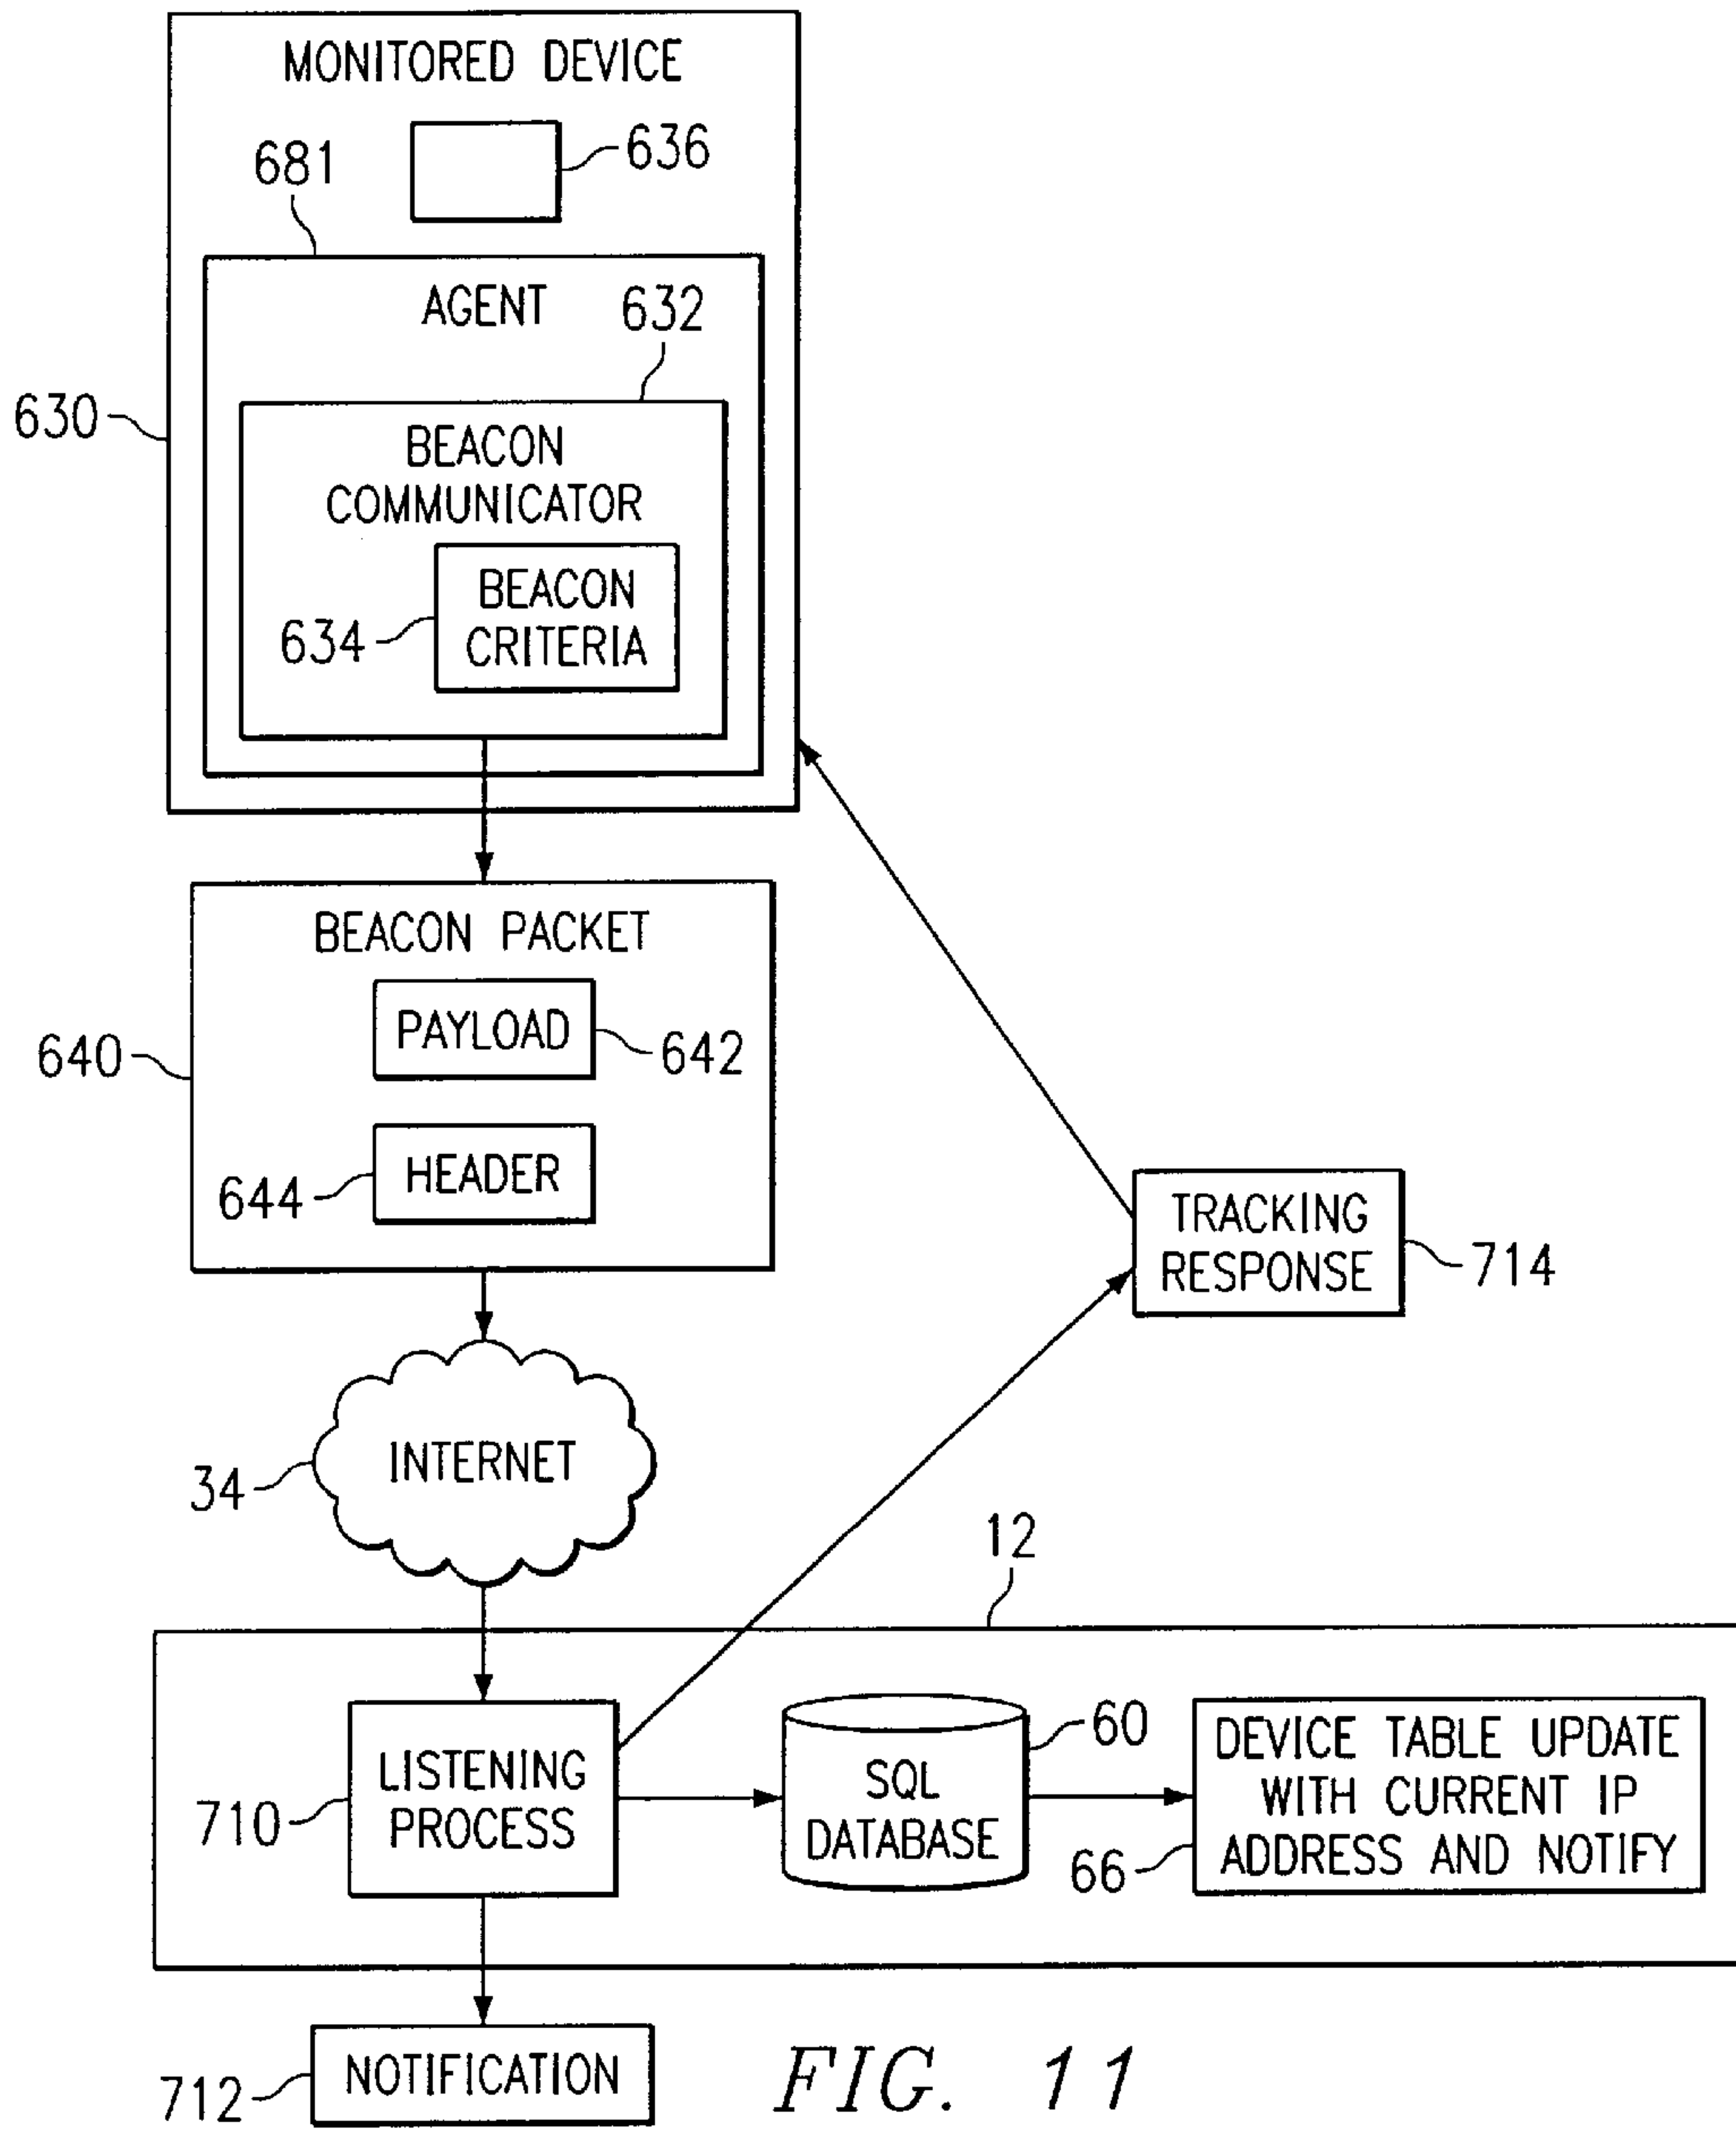 MONITORED DEVICE
636
681
AGENT
632
630
BEACON
COMMUNICATOR
BEACON
CRITERIA
634
BEACON PACKET
PAYLOAD
642
640
HEADER
644
TRACKING
RESPONSE
714
INTERNET
34
12
LISTENING
PROCESS
710
SQL
DATABASE
60
DEVICE TABLE UPDATE
WITH CURRENT IP
ADDRESS AND NOTIFY
66
NOTIFICATION
712
FIG. 11